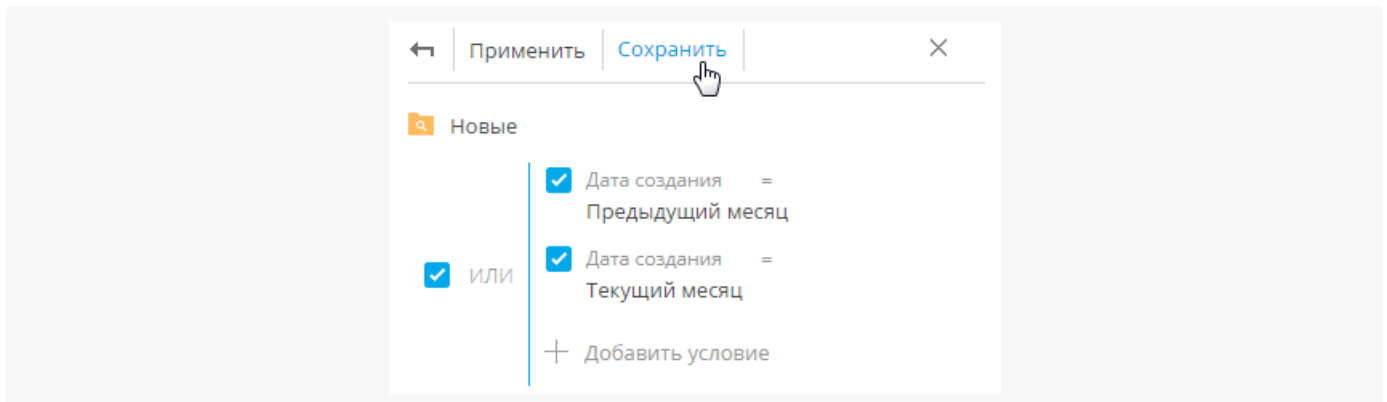 Применить Сохранить
Новые
Дата создания =
Предыдущий месяц
Дата создания =
ИЛИ
Текущий месяц
Добавить условие